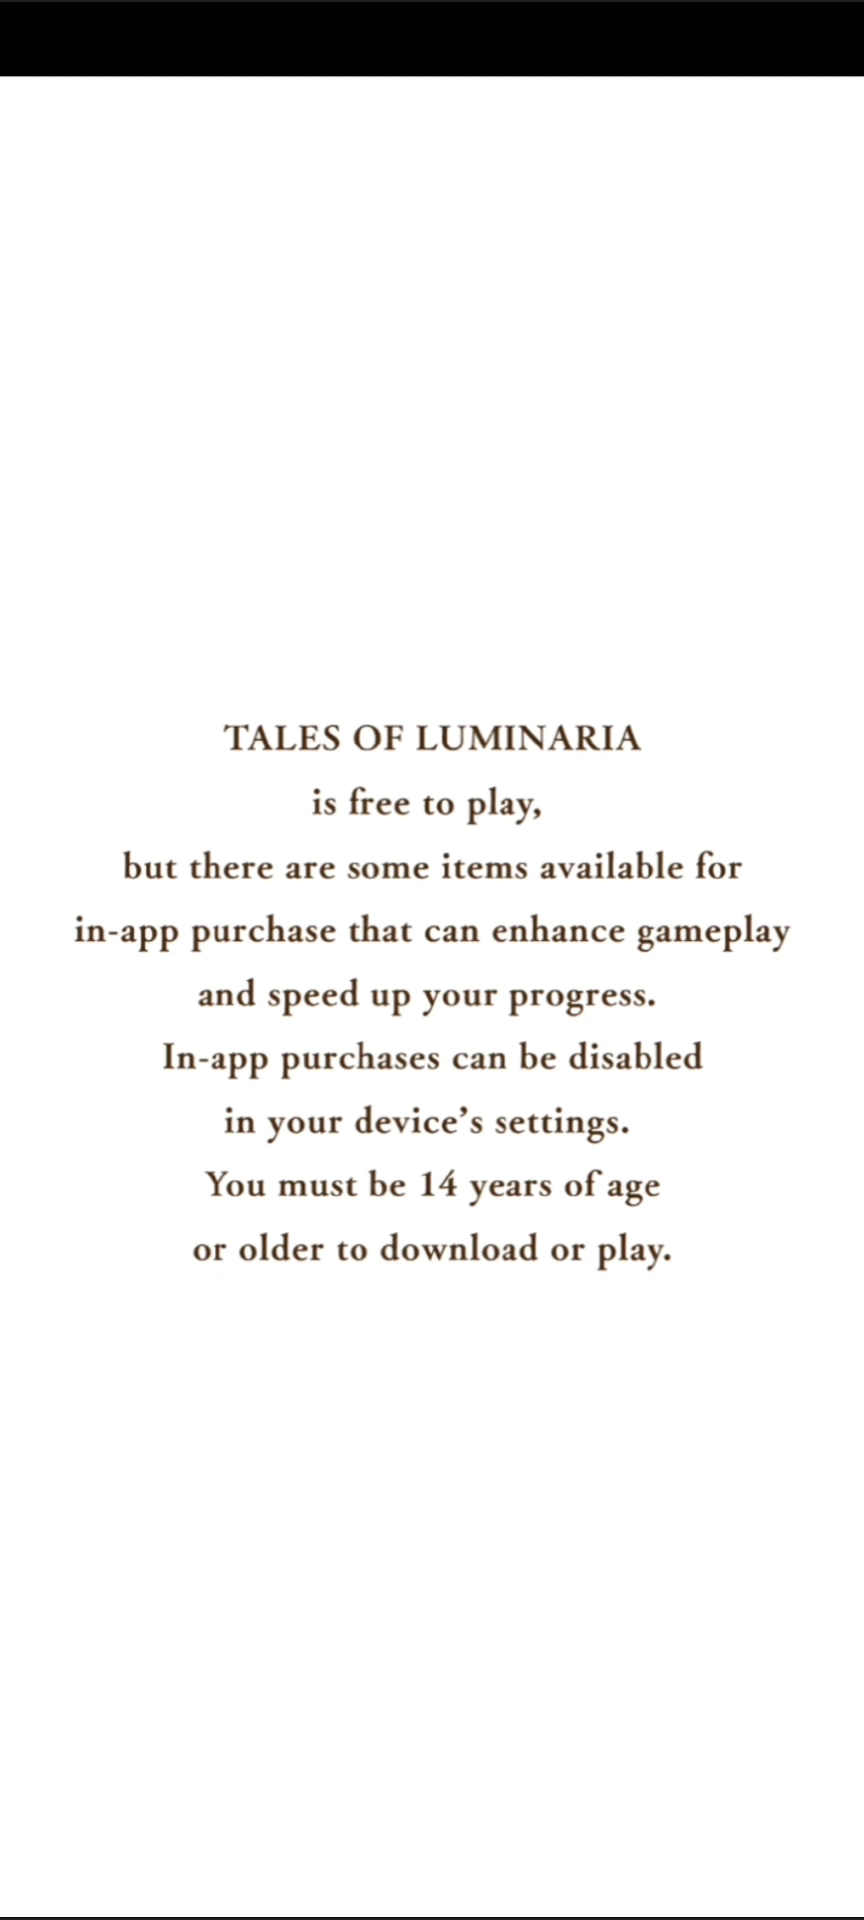 TALES OF LUMINARIA
is free to play,
but there are some items available for
in-app purchase that can enhance gameplay
and speed up your progress.
In-app purchases can be disabled
in your device’s settings.
You must be 14 years of age
or older to download or play.